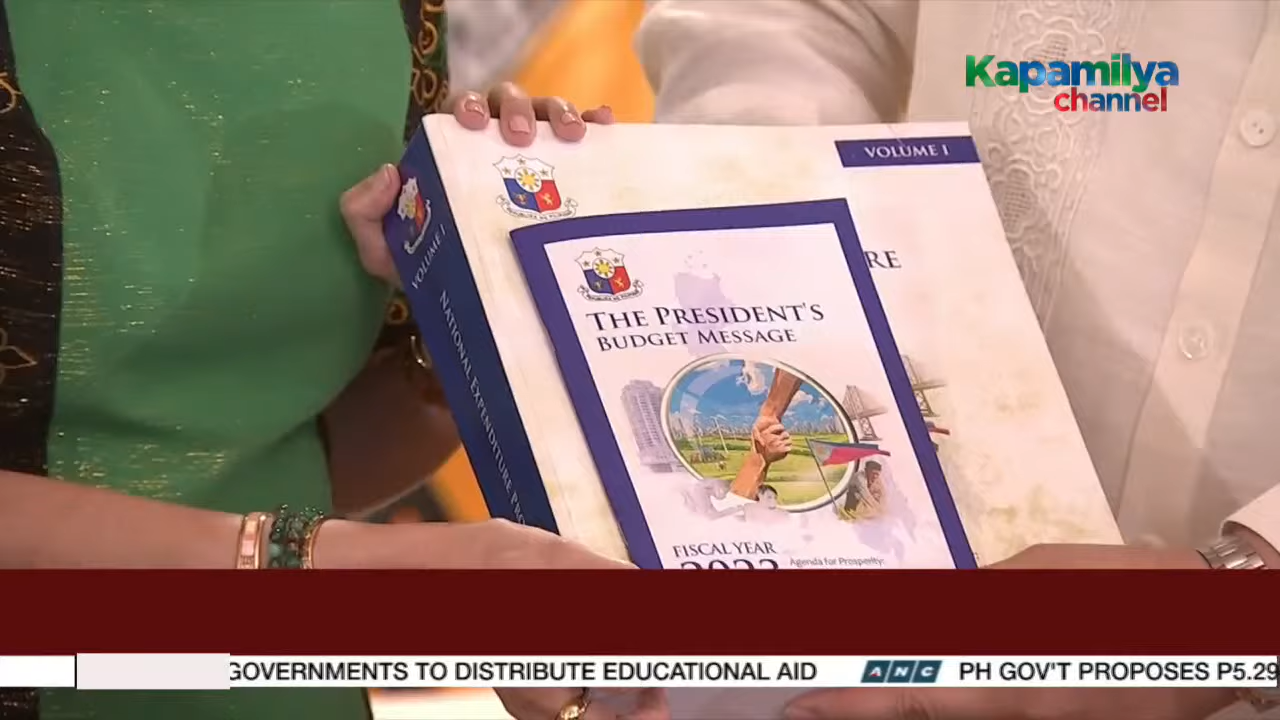 Kapamilya
channel
VOLUME I
RE
VOLUME I
NATIONAL EXPENDITURE
THE PRESIDENT'S
BUDGET MESSAGE
FISCAL YEAR
2023
Agenda for Prosperity:
GOVERNMENTS TO DISTRIBUTE EDUCATIONAL AID
ANC
PH GOV'T PROPOSES P5.29